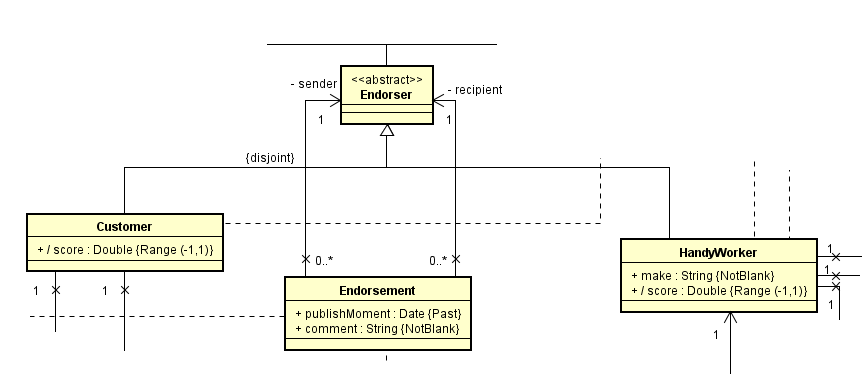 <<abstract>>
Endorser
- sender
- recipient
1
1
{disjoint}
Customer
+ / score : Double {Range (-1,1)}
1
1
0..*
0..*
Endorsement
+ publishMoment : Date {Past}
+ comment : String {NotBlank}
HandyWorker
+ make : String {NotBlank}
+ / score : Double {Range (-1,1)}
1
1
1
1